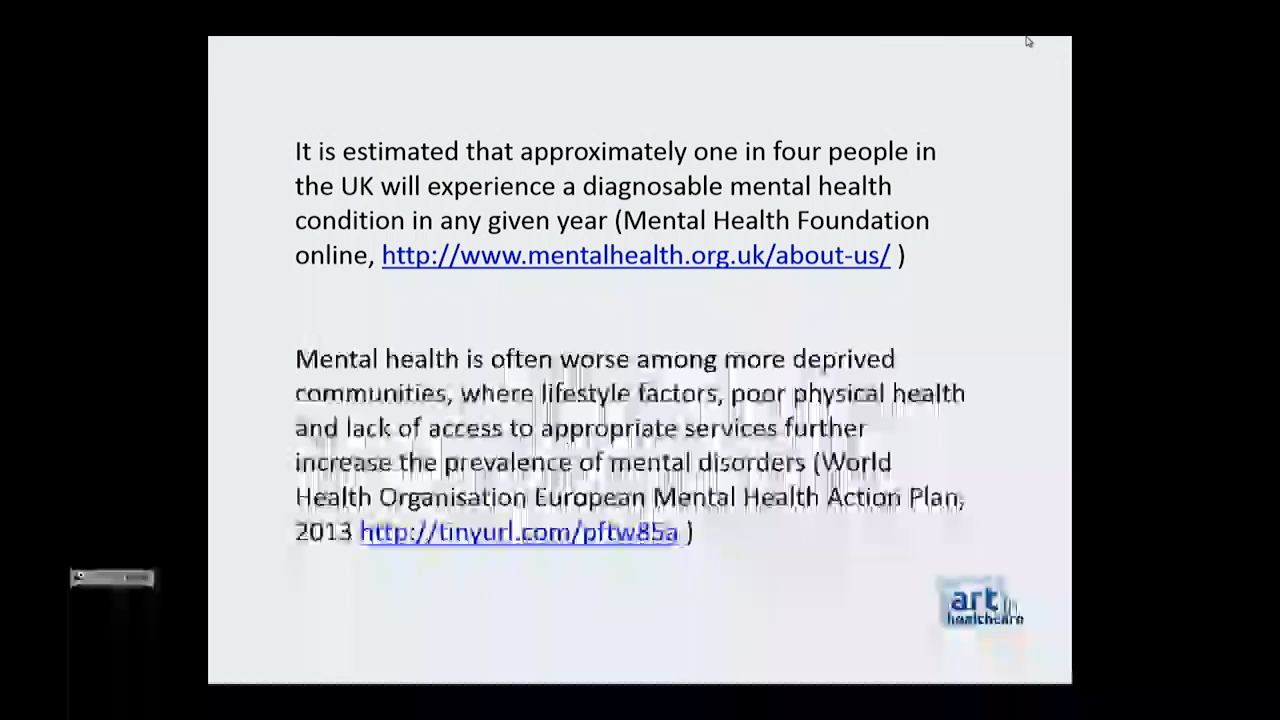 It is estimated that approximately one in four people in
the UK will experience a diagnosable mental health
condition in any given year (Mental Health Foundation
online, http://www.mentalhealth.org.uk/about-us/ )
Mental health is often worse among more deprived
communities, where lifestyle factors, poor physical health
and lack of access to appropriate services further
increase the prevalence of mental disorders (World
Health Organisation European Mental Health Action Plan,
2013 http://tinyurl.com/pftw85a )
art in
healthcare